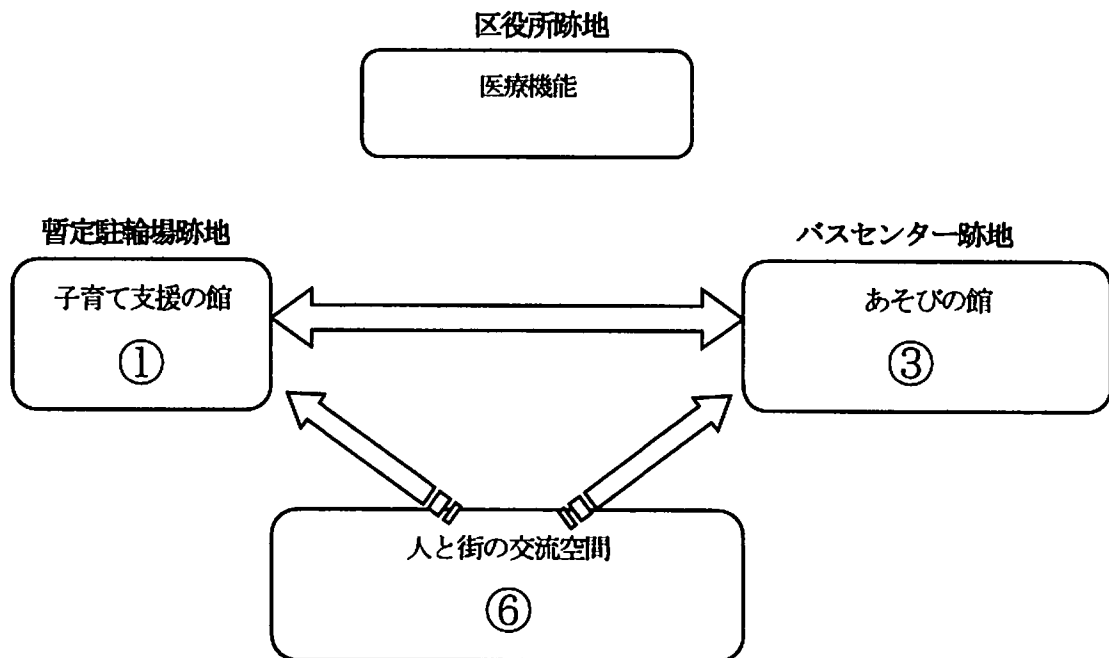 区役所跡地
医療機能
暫定駐輪場跡地
バスセンター跡地
子育て支援の館
あそびの館
①
③
人と街の交流空間
⑥